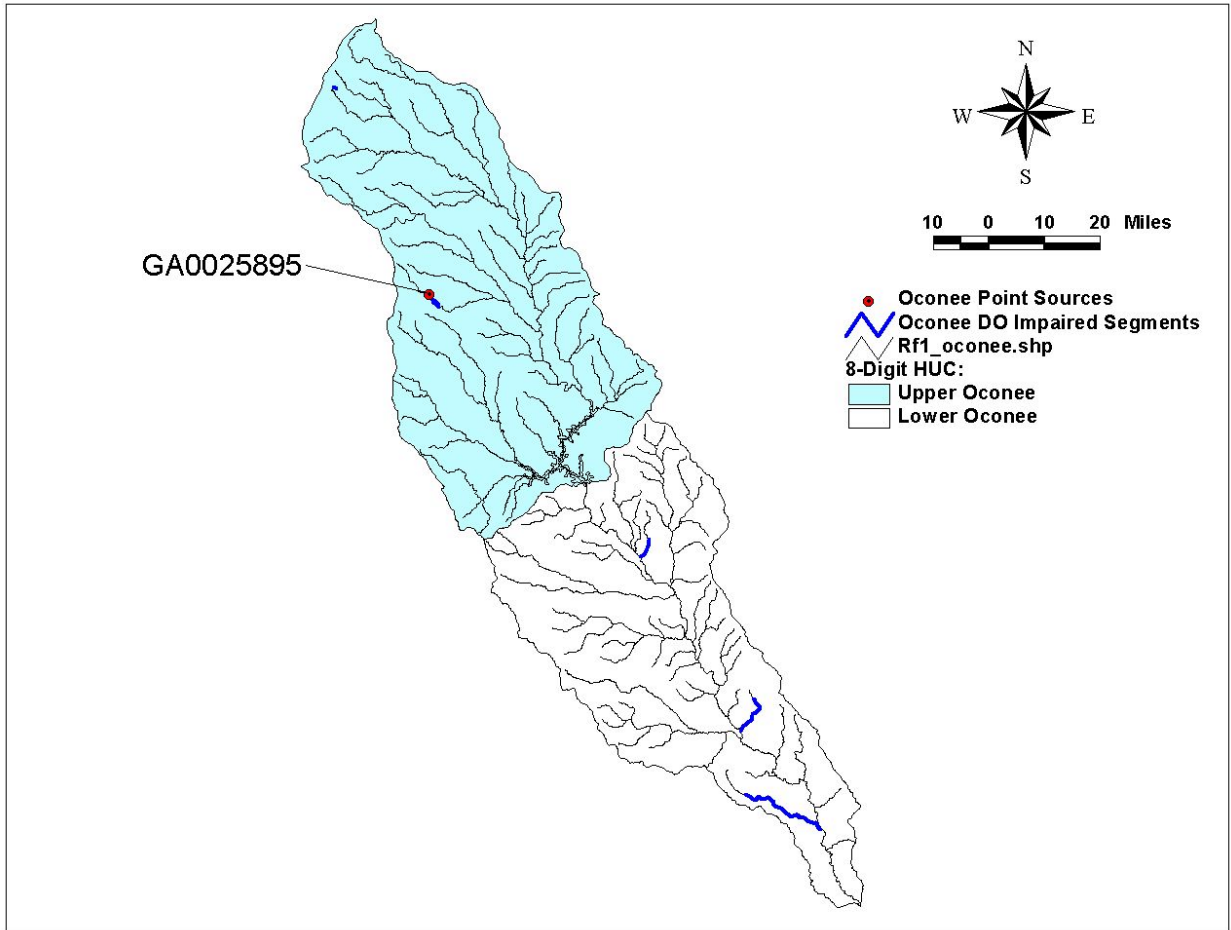 N
W E
S
10 0 10 20 Miles
GA0025895
Oconee Point Sources
Oconee DO Impaired Segments
Rf1_oconee.shp
8-Digit HUC:
Upper Oconee
Lower Oconee